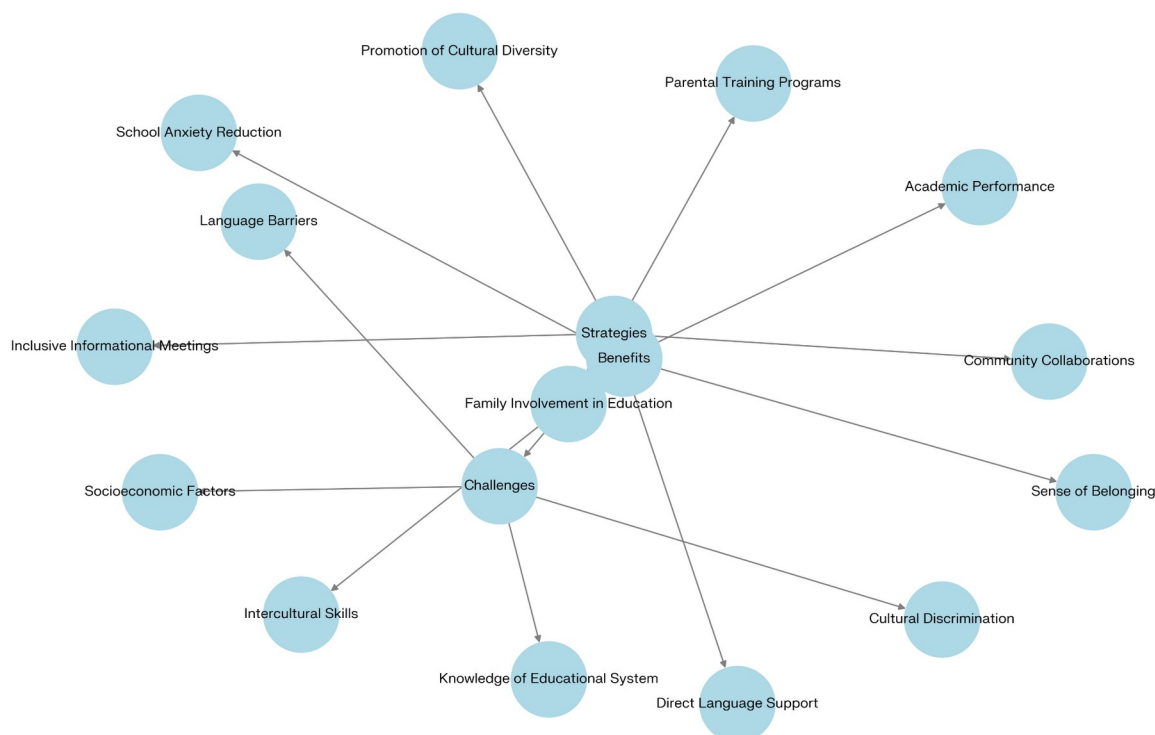 Promotion of Cultural Diversity
Parental Training Programs
School Anxiety Reduction
Academic Performance
Language Barriers
Strategies
Inclusive Informational Meetings
Benefits
Community Collaborations
Family Involvement in Education
Challenges
Socioeconomic Factors
Sense of Belonging
Intercultural Skills
Cultural Discrimination
Knowledge of Educational System
Direct Language Support